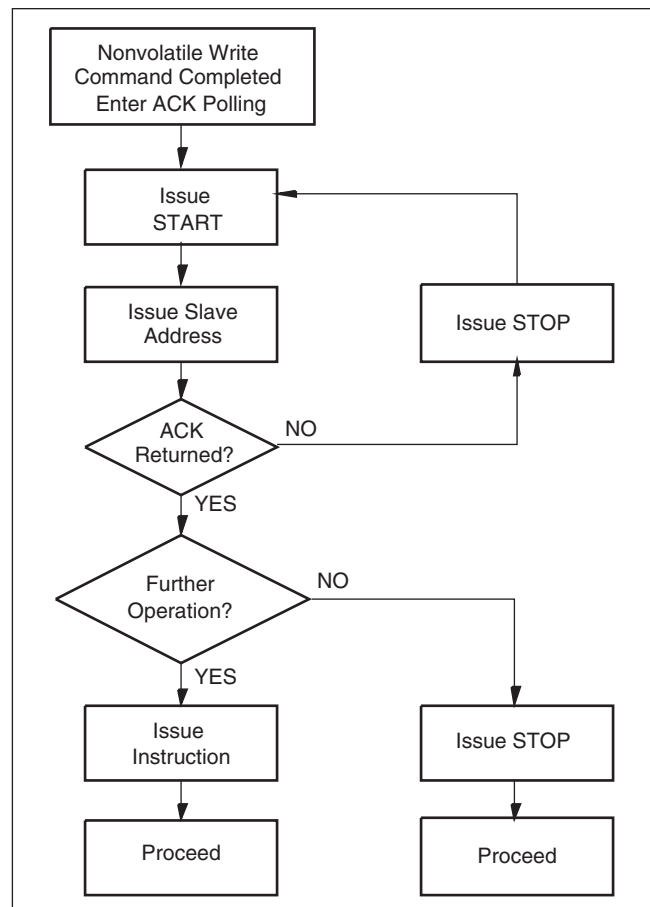 Nonvolatile Write
Command Completed
Enter ACK Polling
Issue
START
Issue Slave
Address
Issue STOP
ACK
Returned?
NO
YES
Further
Operation?
NO
YES
Issue
Instruction
Issue STOP
Proceed
Proceed